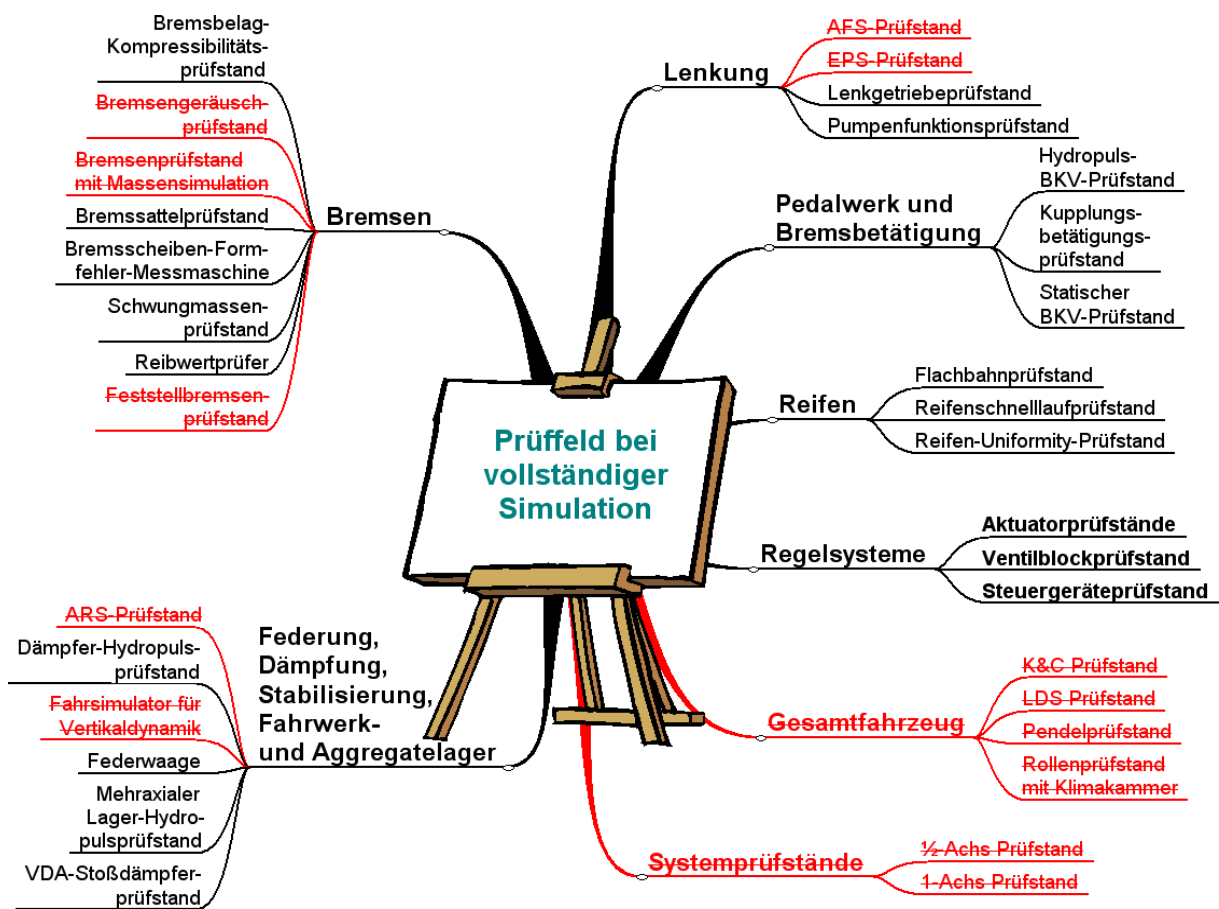 Prüffeld bei
vollständiger
Simulation
Bremsen
Bremsbelag-
Kompressibilitäts-
prüfstand
Bremsengeräusch-
prüfstand
Bremsenprüfstand
mit Massensimulation
Bremssattelprüfstand
Bremsscheiben-Form-
fehler-Messmaschine
Schwungmassen-
prüfstand
Reibwertprüfer
Feststellbremsen-
prüfstand
Lenkung
AFS-Prüfstand
EPS-Prüfstand
Lenkgetriebeprüfstand
Pumpenfunktionsprüfstand
Pedalwerk und
Bremsbetätigung
Hydropuls-
BKV-Prüfstand
Kupplungs-
betätigungs-
prüfstand
Statischer
BKV-Prüfstand
Reifen
Flachbahnprüfstand
Reifenschnelllaufprüfstand
Reifen-Uniformity-Prüfstand
Regelsysteme
Aktuatorprüfstände
Ventilblockprüfstand
Steuergeräteprüfstand
Gesamtfahrzeug
K&C Prüfstand
LDS Prüfstand
Pendelprüfstand
Rollenprüfstand
mit Klimakammer
Systemprüfstände
½-Achs Prüfstand
1-Achs Prüfstand
Federung,
Dämpfung,
Stabilisierung,
Fahrwerk-
und Aggregatelager
ARS-Prüfstand
Dämpfer-Hydropuls-
prüfstand
Fahrsimulator für
Vertikaldynamik
Federwaage
Mehraxialer
Lager-Hydro-
pulsprüfstand
VDA-Stoßdämpfer-
prüfstand